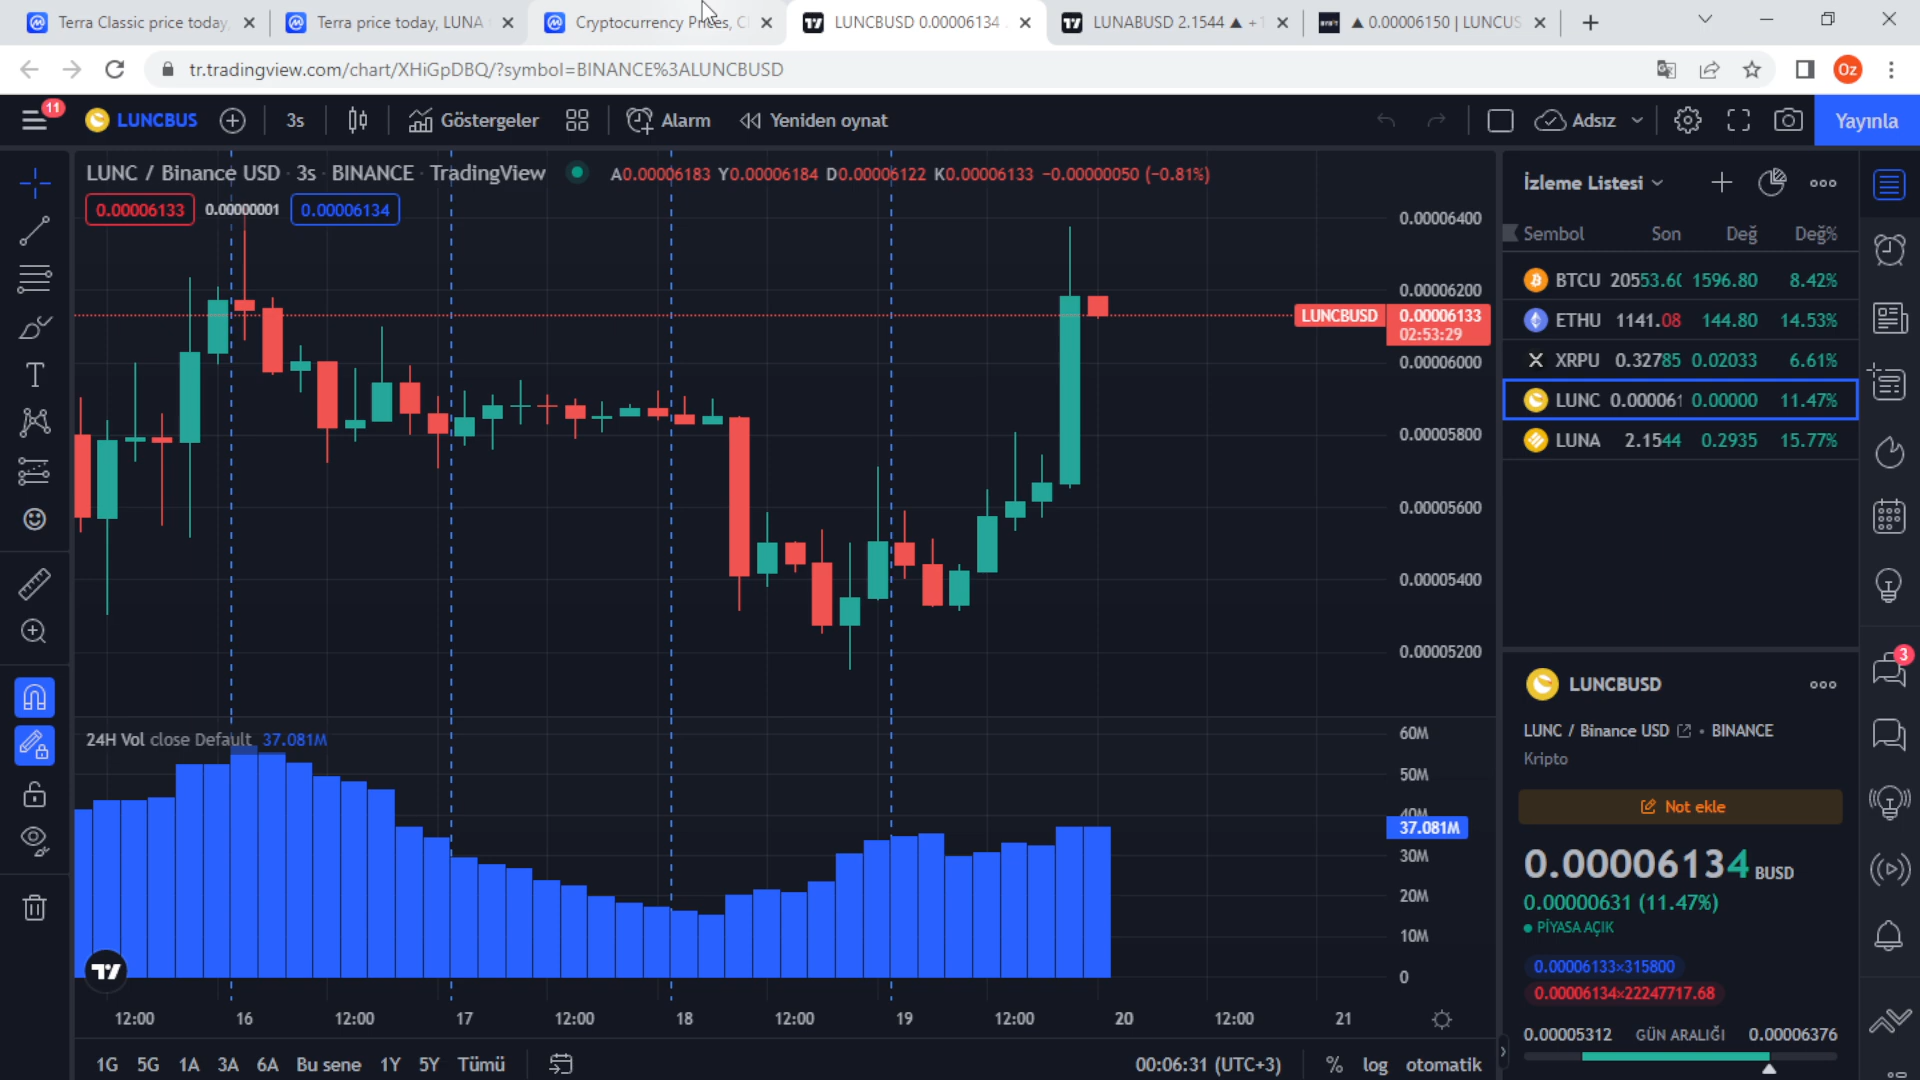 Terra Classic price today,
Terra price today, LUNA
Cryptocurrency Prices, C
LUNCBUSD 0.00006134
LUNABUSD 2.1544 ▲ +1
▲ 0.00006150 | LUNCUS
tr.tradingview.com/chart/XHiGpDBQ/?symbol=BINANCE%3ALUNCBUSD
Oz
11
LUNCBUS
3s
Göstergeler
Alarm
Yeniden oynat
Adsız
Yayınla
LUNC / Binance USD · 3s · BINANCE · TradingView
A0.00006183 Y0.00006184 D0.00006122 K0.00006133 −0.00000050 (−0.81%)
0.00006133 0.00000001 0.00006134
0.00006400
0.00006200
LUNCBUSD 0.00006133
02:53:29
0.00006000
0.00005800
0.00005600
0.00005400
0.00005200
24H Vol close Default 37.081M
60M
50M
40M
37.081M
30M
20M
10M
0
12:00 16 12:00 17 12:00 18 12:00 19 12:00 20 12:00 21
1G 5G 1A 3A 6A Bu sene 1Y 5Y Tümü
00:06:31 (UTC+3) % log otomatik
İzleme Listesi
Sembol Son Değ Değ%
BTCU 20553.60 1596.80 8.42%
ETHU 1141.08 144.80 14.53%
XRPU 0.32785 0.02033 6.61%
LUNC 0.000061 0.00000 11.47%
LUNA 2.1544 0.2935 15.77%
3
LUNCBUSD
LUNC / Binance USD • BINANCE
Kripto
Not ekle
0.00006134 BUSD
0.00000631 (11.47%)
PİYASA AÇIK
0.00006133×315800
0.00006134×22247717.68
0.00005312 GÜN ARALIĞI 0.00006376